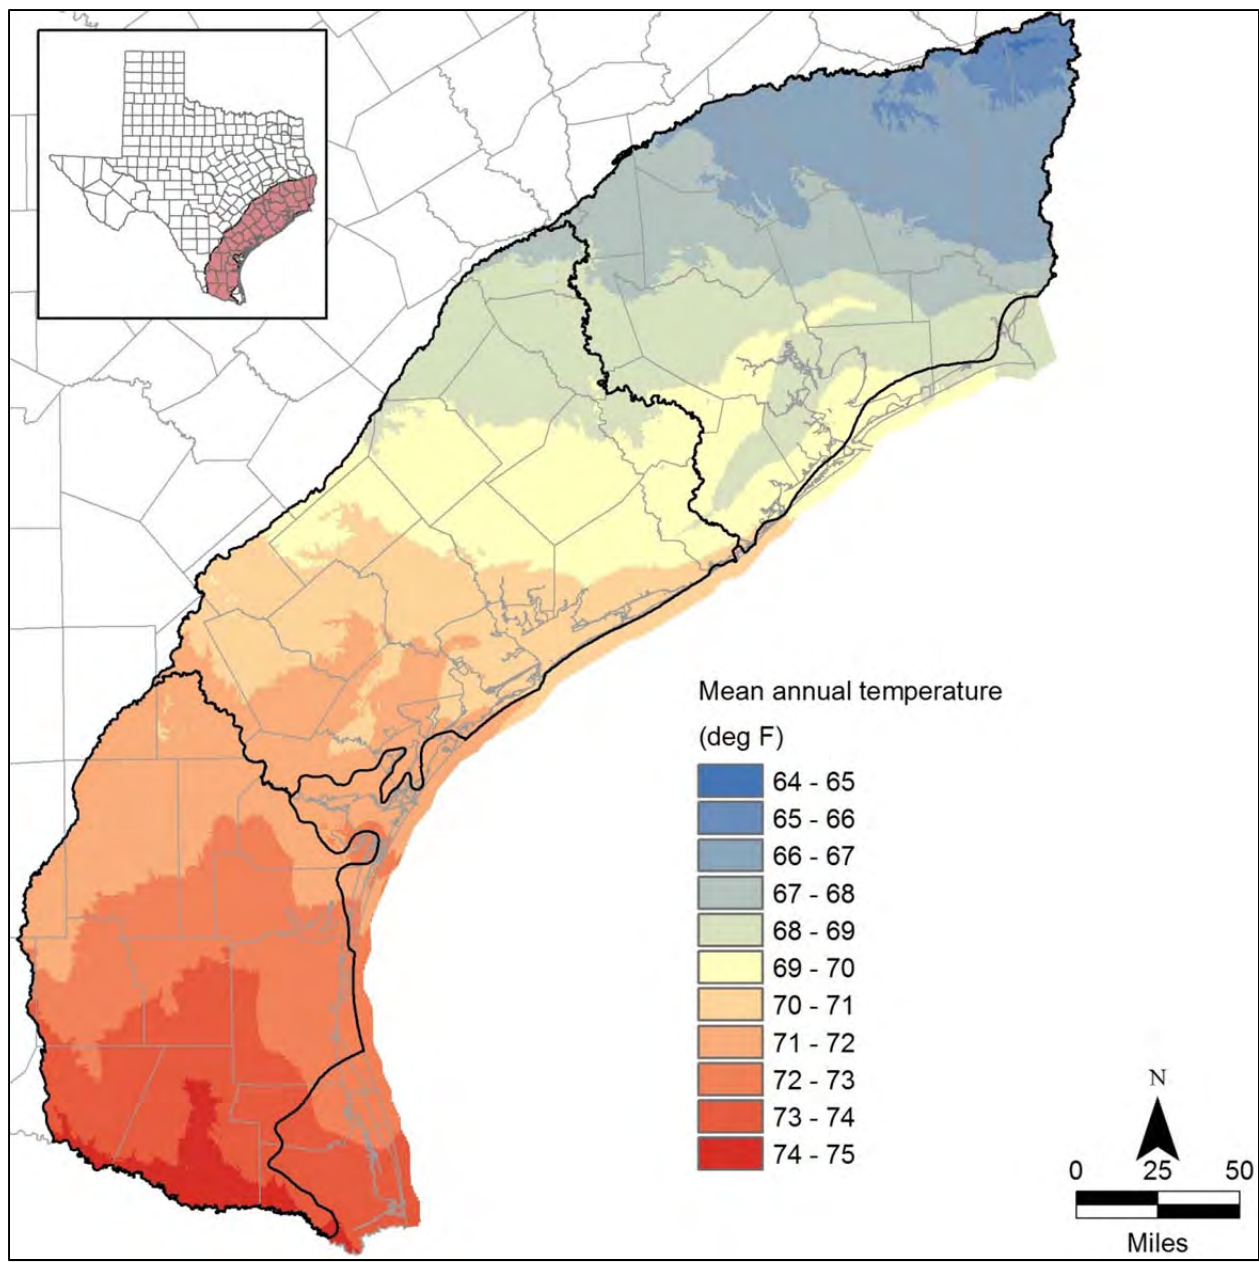 Mean annual temperature
(deg F)
64 - 65
65 - 66
66 - 67
67 - 68
68 - 69
69 - 70
70 - 71
71 - 72
72 - 73
73 - 74
74 - 75
N
0 25 50
Miles